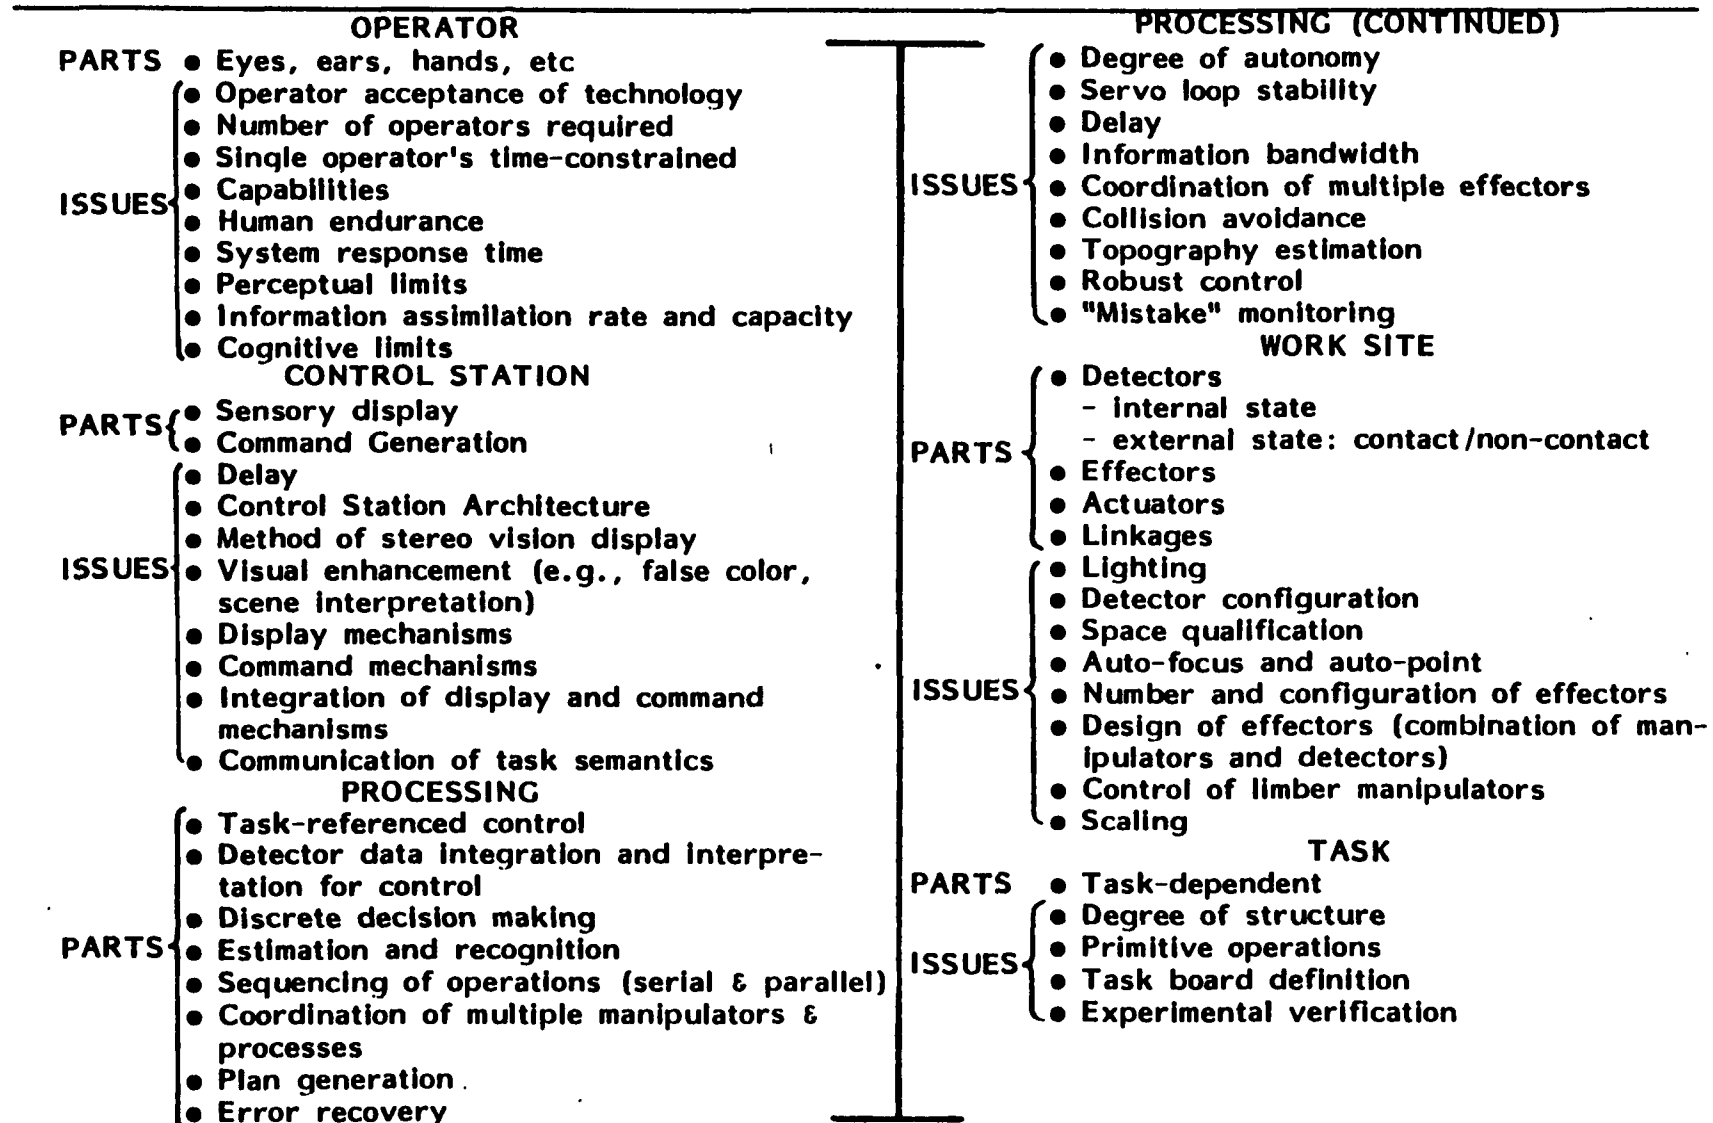 OPERATOR
PARTS ● Eyes, ears, hands, etc
● Operator acceptance of technology
● Number of operators required
● Single operator's time-constrained
ISSUES ● Capabilities
● Human endurance
● System response time
● Perceptual limits
● Information assimilation rate and capacity
● Cognitive limits
CONTROL STATION
PARTS ● Sensory display
● Command Generation
● Delay
● Control Station Architecture
● Method of stereo vision display
ISSUES ● Visual enhancement (e.g., false color,
scene interpretation)
● Display mechanisms
● Command mechanisms
● Integration of display and command
mechanisms
● Communication of task semantics
PROCESSING
● Task-referenced control
● Detector data integration and interpre-
tation for control
● Discrete decision making
PARTS ● Estimation and recognition
● Sequencing of operations (serial & parallel)
● Coordination of multiple manipulators &
processes
● Plan generation
● Error recovery
PROCESSING (CONTINUED)
● Degree of autonomy
● Servo loop stability
● Delay
● Information bandwidth
ISSUES ● Coordination of multiple effectors
● Collision avoidance
● Topography estimation
● Robust control
● "Mistake" monitoring
WORK SITE
● Detectors
- internal state
- external state: contact/non-contact
PARTS
● Effectors
● Actuators
● Linkages
● Lighting
● Detector configuration
● Space qualification
● Auto-focus and auto-point
ISSUES ● Number and configuration of effectors
● Design of effectors (combination of man-
ipulators and detectors)
● Control of limber manipulators
● Scaling
TASK
PARTS ● Task-dependent
● Degree of structure
● Primitive operations
ISSUES
● Task board definition
● Experimental verification